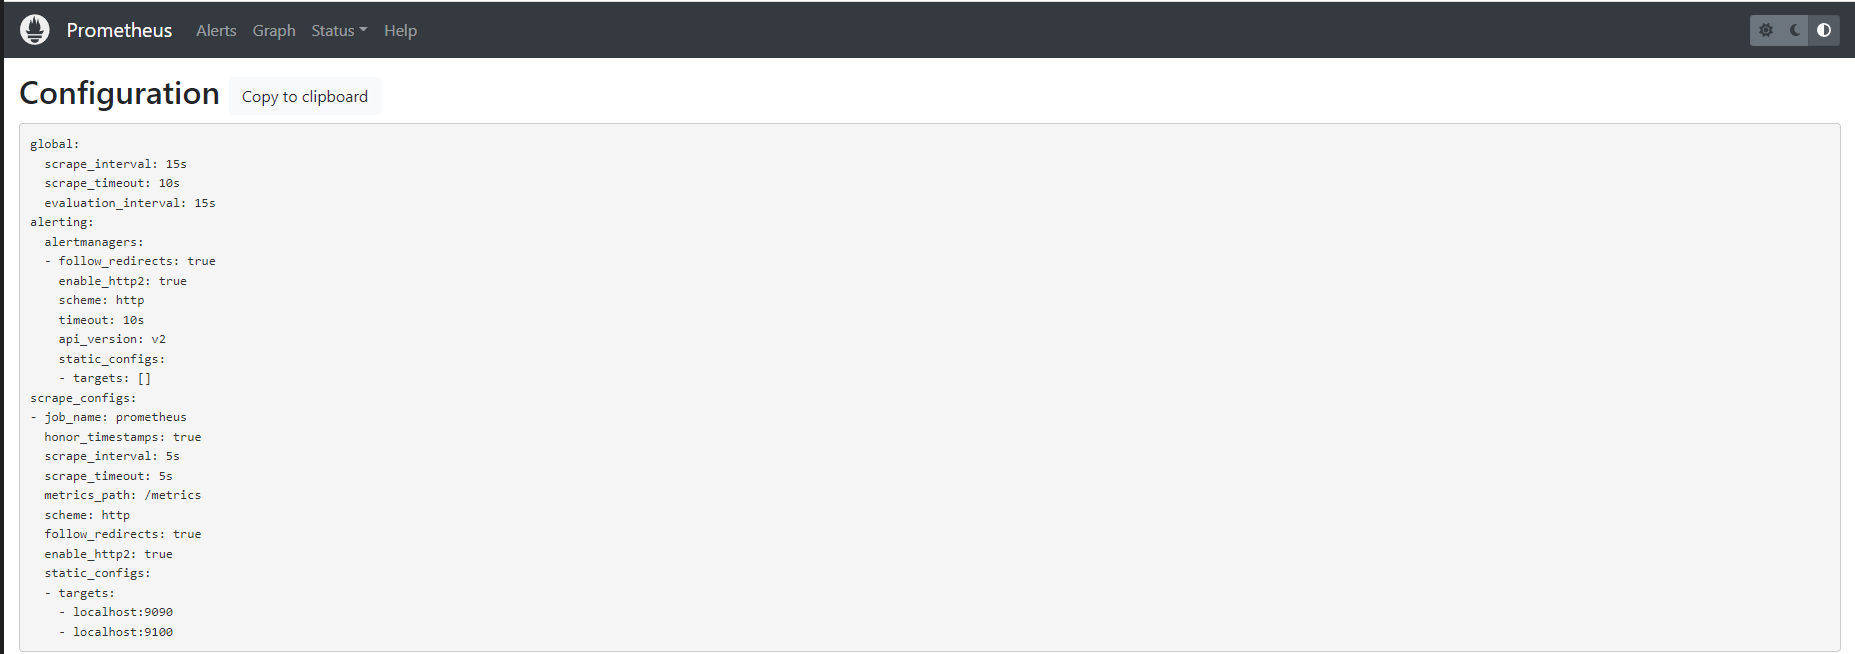 Prometheus Alerts Graph Status Help
Configuration Copy to clipboard
global:
  scrape_interval: 15s
  scrape_timeout: 10s
  evaluation_interval: 15s
alerting:
  alertmanagers:
  - follow_redirects: true
    enable_http2: true
    scheme: http
    timeout: 10s
    api_version: v2
    static_configs:
    - targets: []
scrape_configs:
- job_name: prometheus
  honor_timestamps: true
  scrape_interval: 5s
  scrape_timeout: 5s
  metrics_path: /metrics
  scheme: http
  follow_redirects: true
  enable_http2: true
  static_configs:
  - targets:
    - localhost:9090
    - localhost:9100